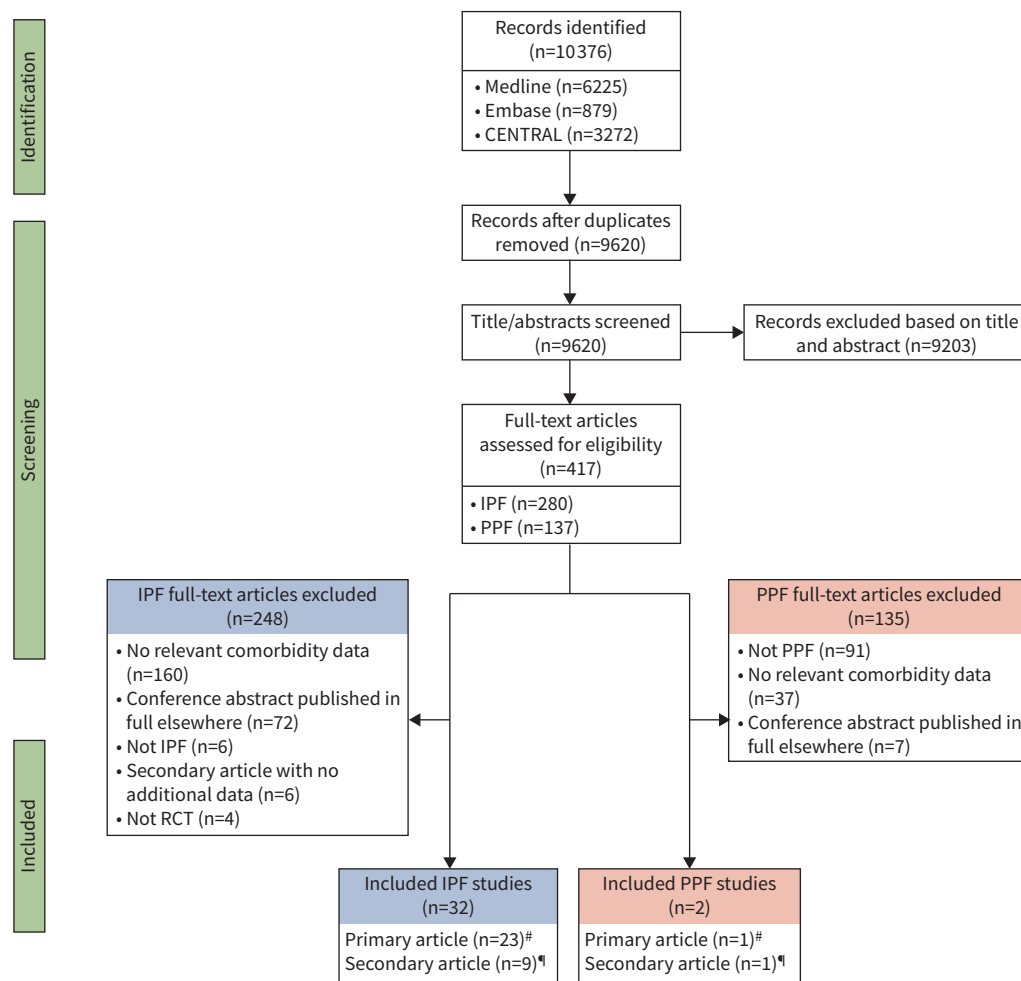 Identification
Records identified
(n=10 376)
• Medline (n=6225)
• Embase (n=879)
• CENTRAL (n=3272)
Screening
Records after duplicates
removed (n=9620)
Title/abstracts screened
(n=9620)
Records excluded based on title
and abstract (n=9203)
Full-text articles
assessed for eligibility
(n=417)
• IPF (n=280)
• PPF (n=137)
IPF full-text articles excluded
(n=248)
• No relevant comorbidity data
(n=160)
• Conference abstract published in
full elsewhere (n=72)
• Not IPF (n=6)
• Secondary article with no
additional data (n=6)
• Not RCT (n=4)
PPF full-text articles excluded
(n=135)
• Not PPF (n=91)
• No relevant comorbidity data
(n=37)
• Conference abstract published in
full elsewhere (n=7)
Included
Included IPF studies
(n=32)
Primary article (n=23)#
Secondary article (n=9)¶
Included PPF studies
(n=2)
Primary article (n=1)#
Secondary article (n=1)¶